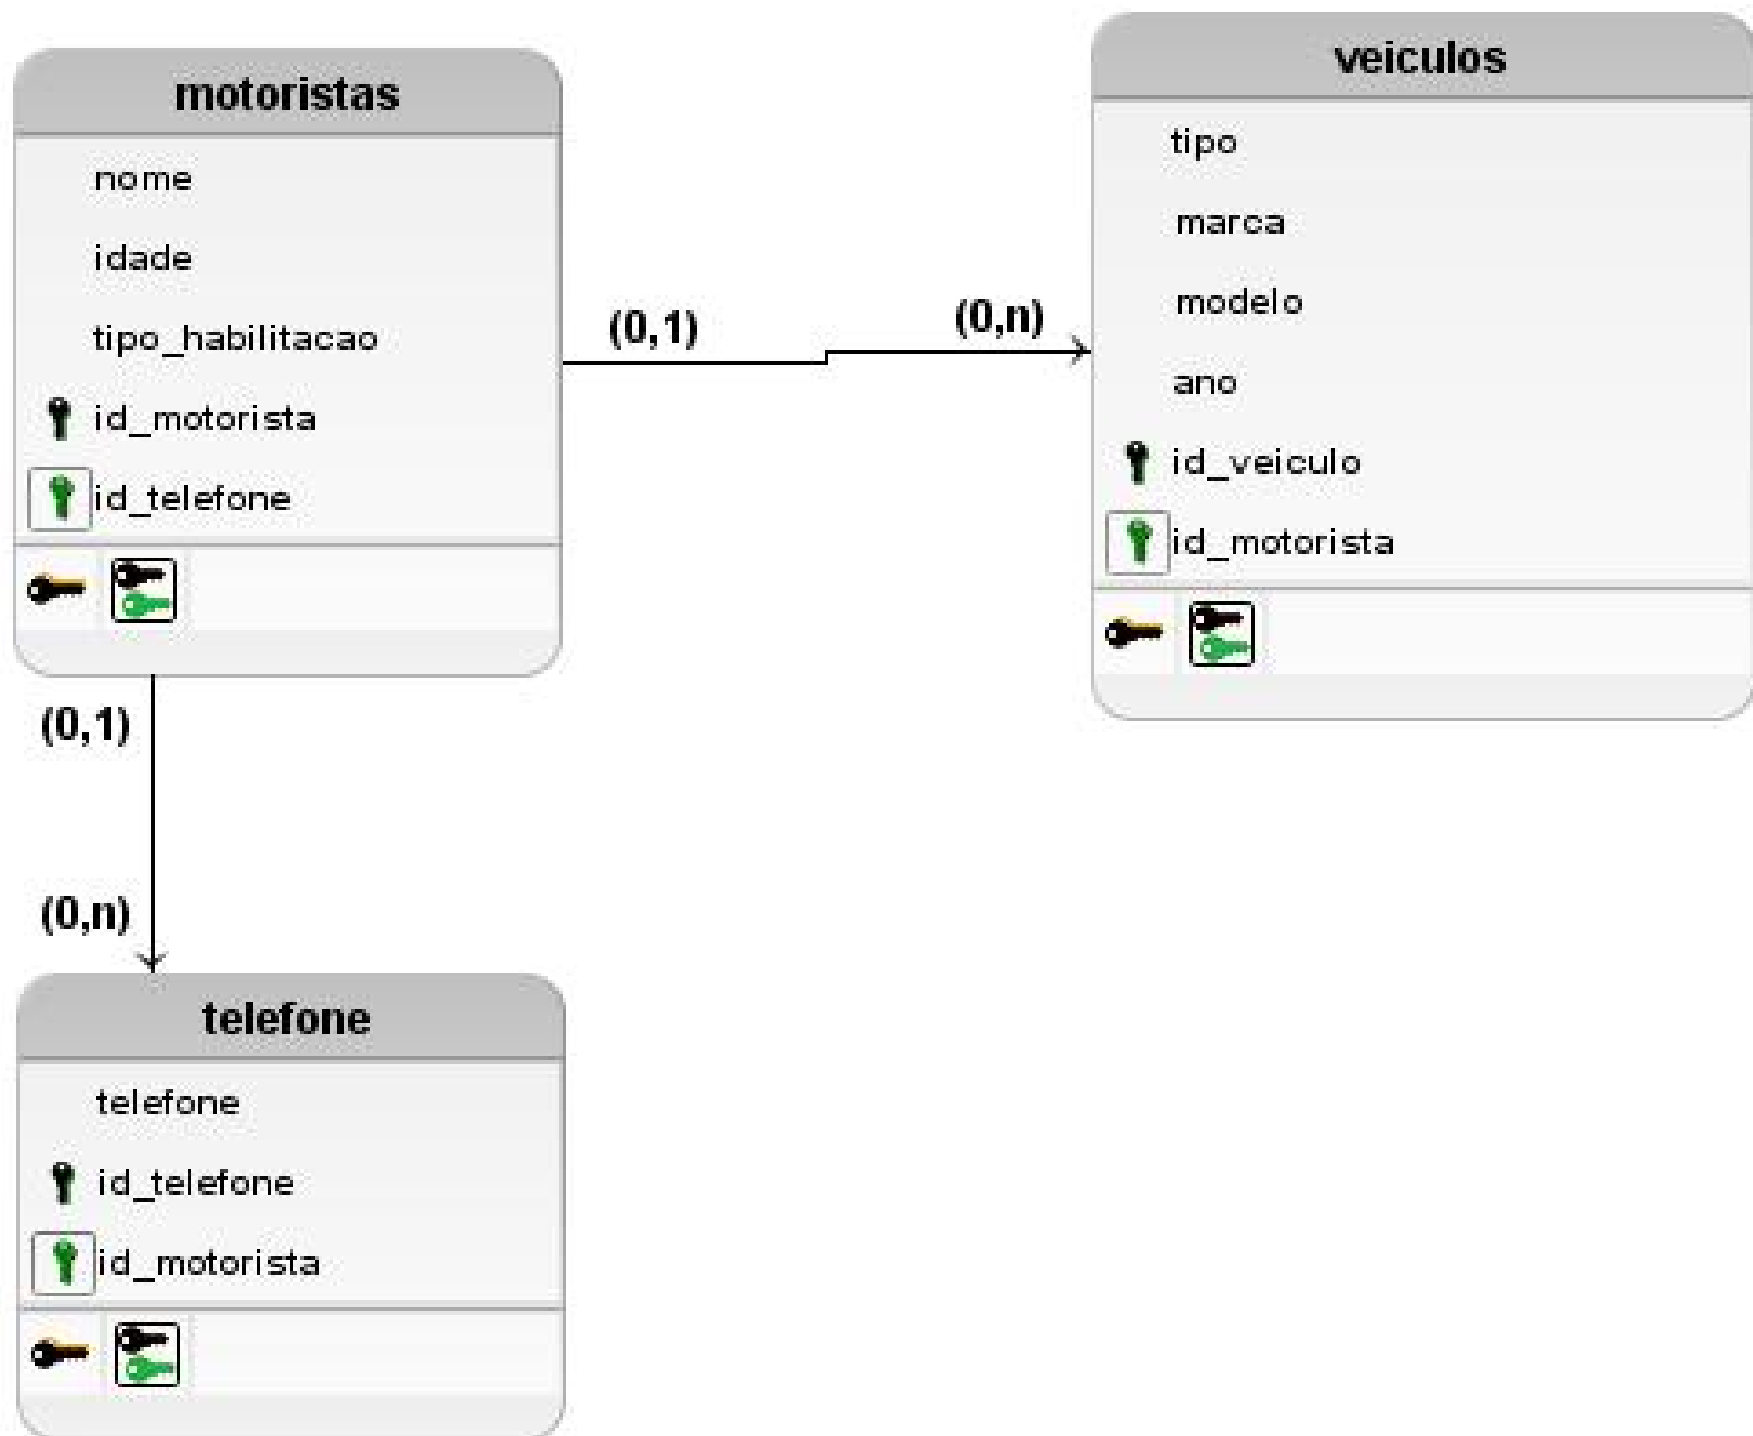 motoristas
nome
idade
tipo_habilitacao
id_motorista
id_telefone
(0,1)
(0,n)
veiculos
tipo
marca
modelo
ano
id_veiculo
id_motorista
(0,1)
(0,n)
telefone
telefone
id_telefone
id_motorista